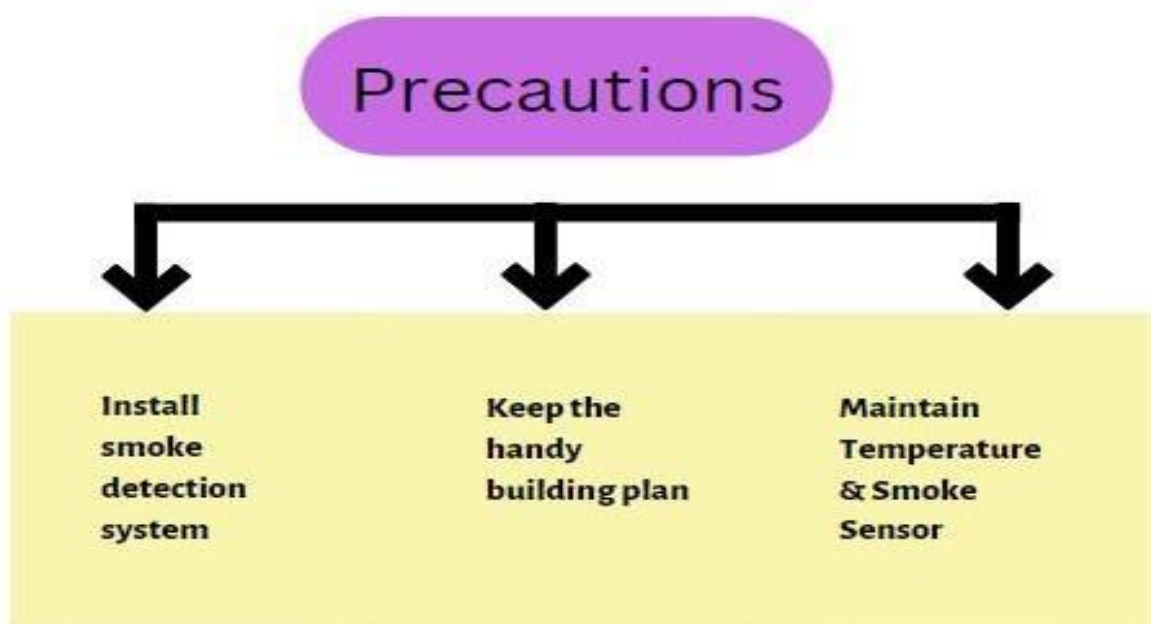 Precautions
Install
smoke
detection
system
Keep the
handy
building plan
Maintain
Temperature
& Smoke
Sensor